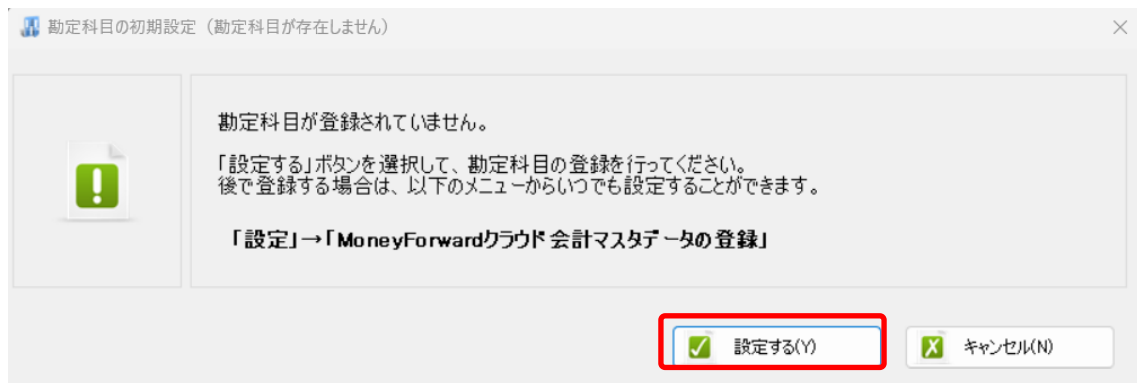 勘定科目の初期設定（勘定科目が存在しません）
勘定科目が登録されていません。
「設定する」ボタンを選択して、勘定科目の登録を行ってください。
後で登録する場合は、以下のメニューからいつでも設定することができます。
「設定」→「MoneyForwardクラウド会計マスタデータの登録」
設定する(Y)
キャンセル(N)